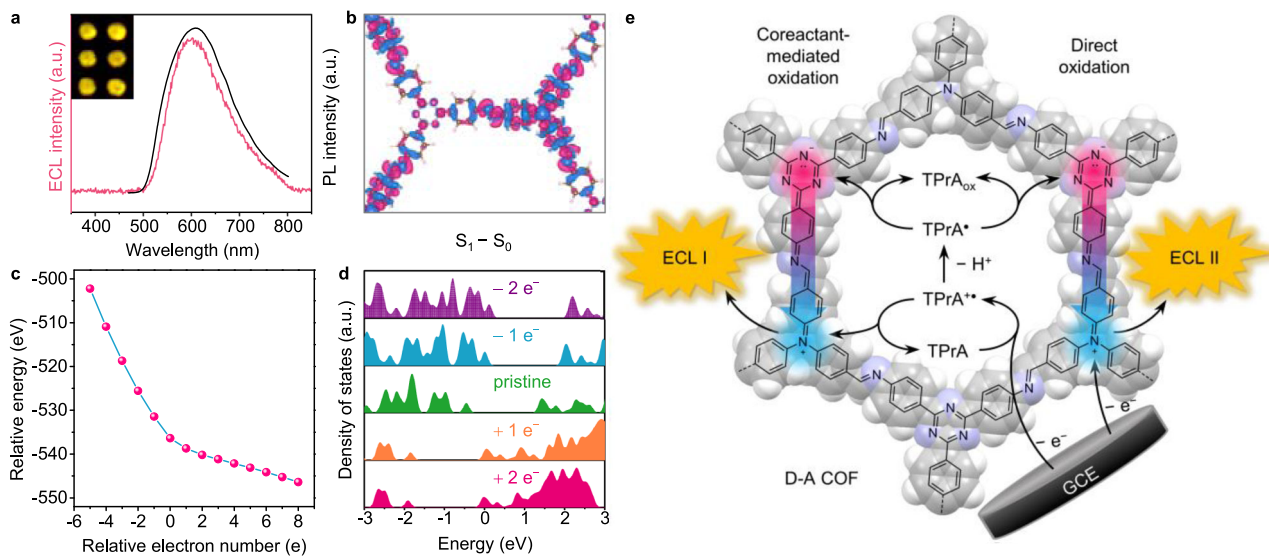 a
ECL intensity (a.u.)
PL intensity (a.u.)
400 500 600 700 800
Wavelength (nm)
b
S₁ – S₀
c
Relative energy (eV)
-500
-510
-520
-530
-540
-550
-6 -4 -2 0 2 4 6 8
Relative electron number (e)
d
Density of states (a.u.)
– 2 e⁻
– 1 e⁻
pristine
+ 1 e⁻
+ 2 e⁻
-3 -2 -1 0 1 2 3
Energy (eV)
e
Coreactant-
mediated
oxidation
Direct
oxidation
N
N
N
N
N
N
N
N
N
N
N
N
–
··
–
··
TPrAox
TPrA•
– H⁺
TPrA⁺•
TPrA
ECL I
ECL II
N
N
N
+
N
+
N
N
N
N
N
– e⁻
– e⁻
D-A COF
GCE